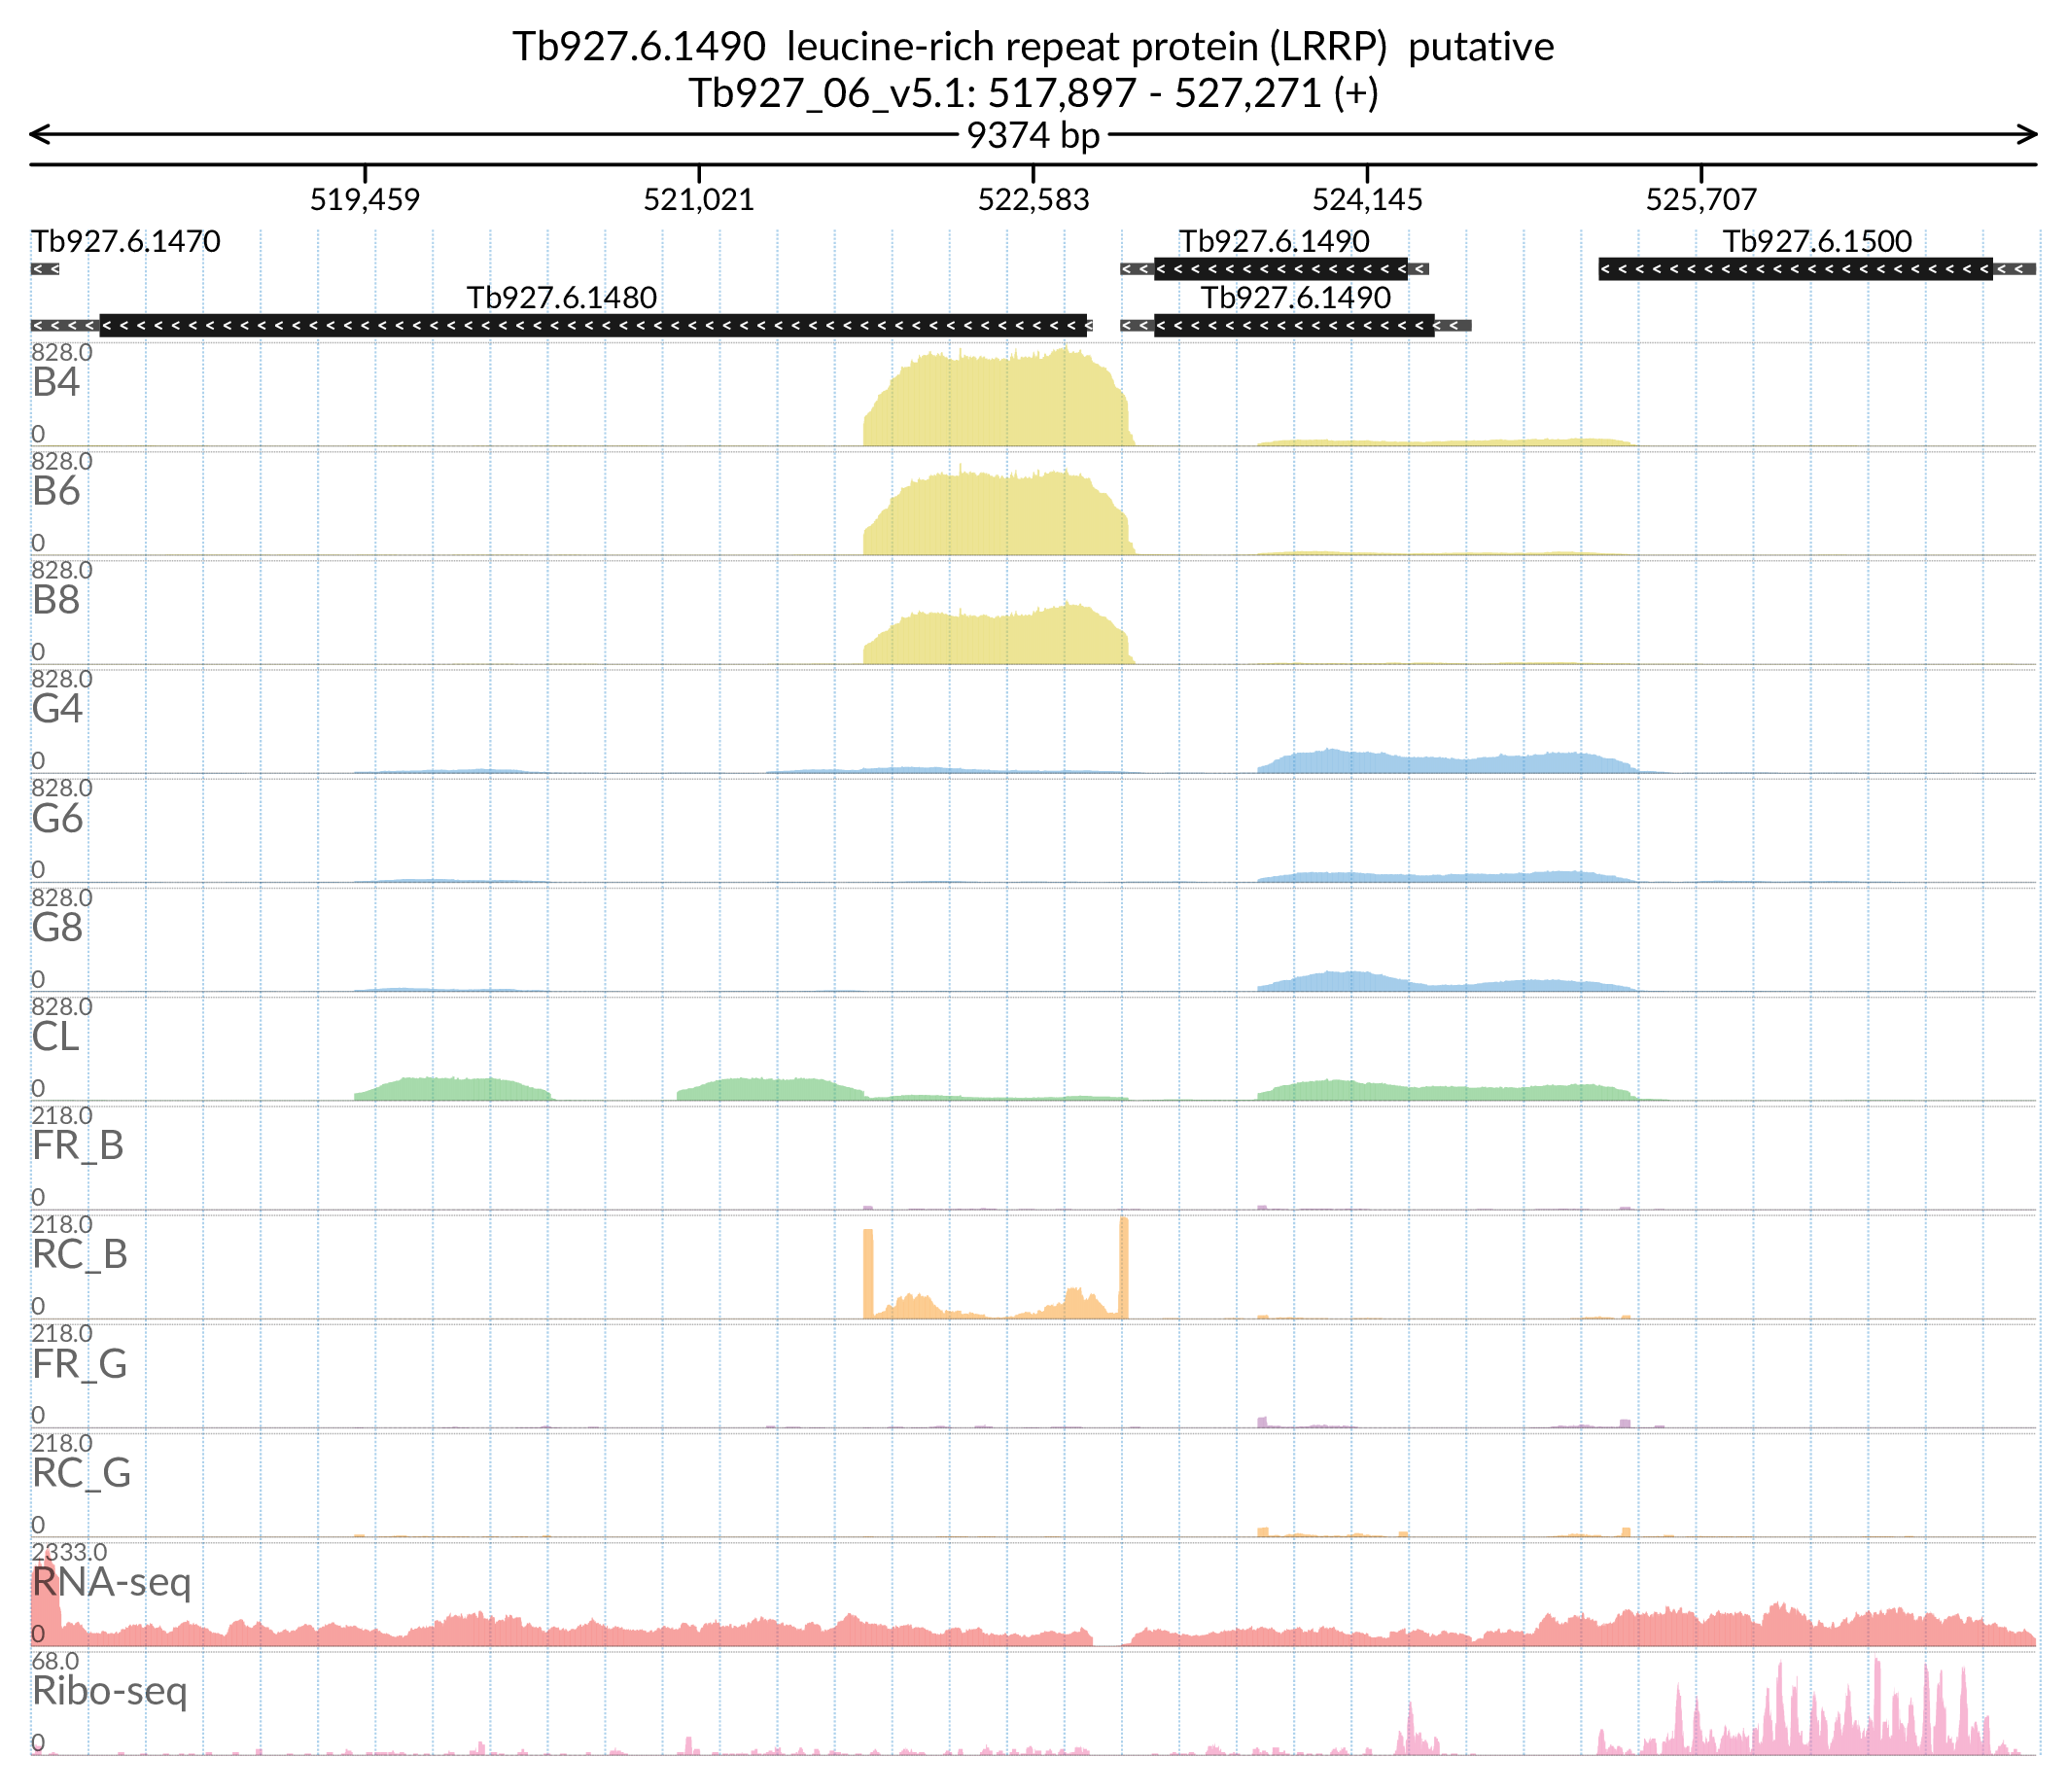 Tb927.6.1490  leucine-rich repeat protein (LRRP)  putative
Tb927_06_v5.1: 517,897 - 527,271 (+)
9374 bp
519,459 521,021 522,583 524,145 525,707
Tb927.6.1470 Tb927.6.1490 Tb927.6.1500
Tb927.6.1480 Tb927.6.1490
828.0
B4
0
828.0
B6
0
828.0
B8
0
828.0
G4
0
828.0
G6
0
828.0
G8
0
828.0
CL
0
218.0
FR_B
0
218.0
RC_B
0
218.0
FR_G
0
218.0
RC_G
0
2333.0
RNA-seq
0
68.0
Ribo-seq
0